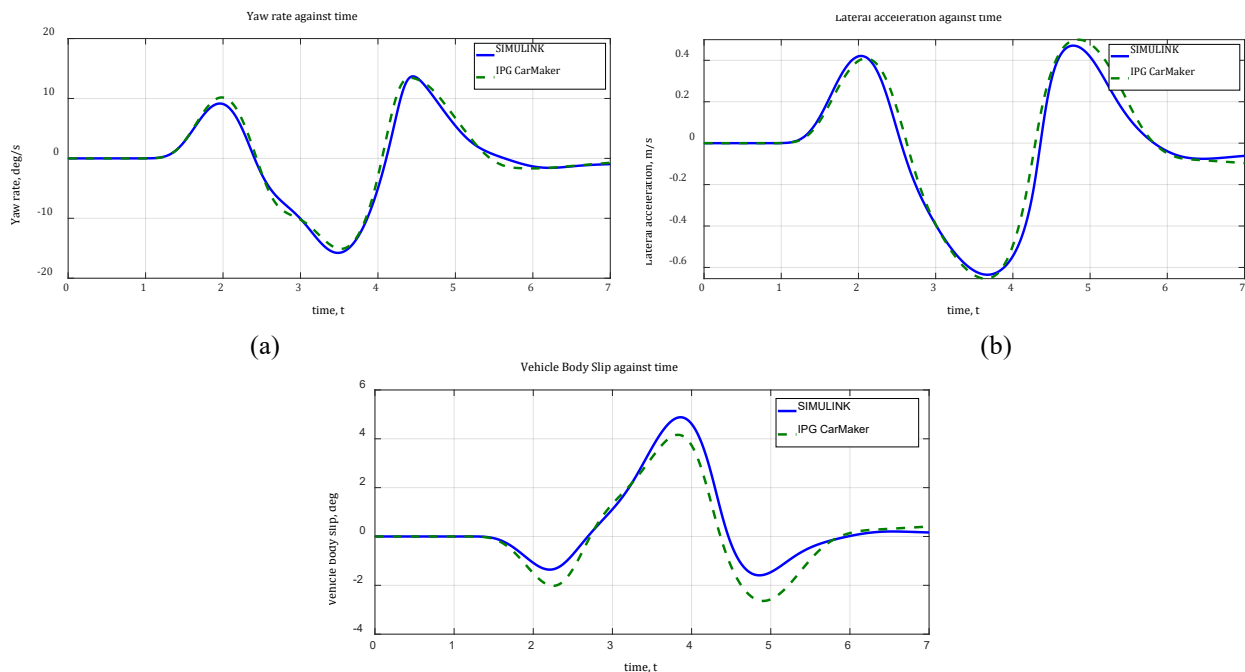 Yaw rate against time
20
10
0
-10
-20
Yaw rate, deg/s
SIMULINK
IPG CarMaker
0 1 2 3 4 5 6 7
time, t
(a)
Lateral acceleration against time
0.4
0.2
0
-0.2
-0.4
-0.6
Lateral acceleration, m/s
SIMULINK
IPG CarMaker
0 1 2 3 4 5 6 7
time, t
(b)
Vehicle Body Slip against time
6
4
2
0
-2
-4
vehicle body slip, deg
SIMULINK
IPG CarMaker
0 1 2 3 4 5 6 7
time, t